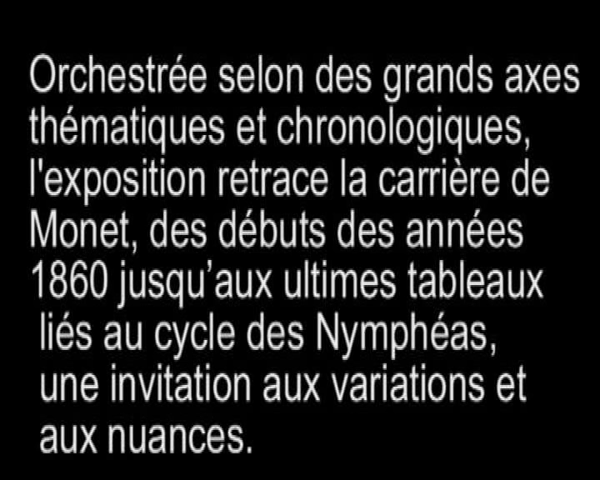 Orchestrée selon des grands axes
thématiques et chronologiques,
l'exposition retrace la carrière de
Monet, des débuts des années
1860 jusqu’aux ultimes tableaux
liés au cycle des Nymphéas,
une invitation aux variations et
aux nuances.